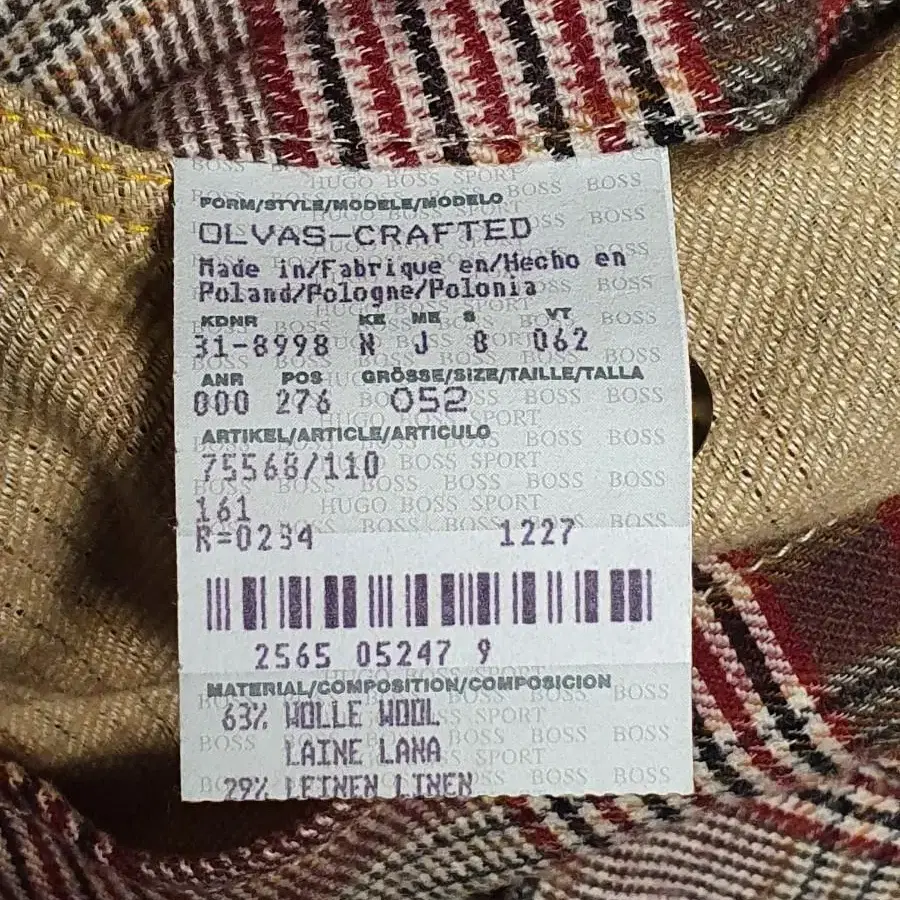 FORM/STYLE/MODELE/MODELO
OLVAS-CRAFTED
Made in/Fabrique en/Hecho en
Poland/Pologne/Polonia
KDNR KE ME S VT
31-8998 N J 8 062
ANR POS GRÖSSE/SIZE/TAILLE/TALLA
000 276 052
ARTIKEL/ARTICLE/ARTICULO
75568/110
161
R=0294 1227
2565 05247 9
MATERIAL/COMPOSITION/COMPOSICION
63% WOLLE WOOL
LAINE LANA
29% LEINEN LINEN